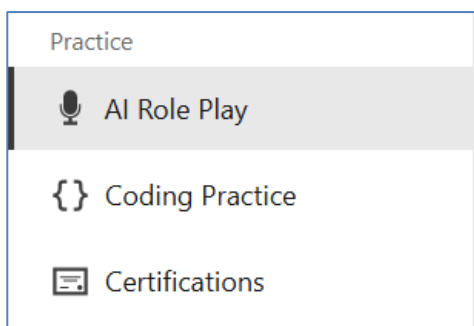 Practice
AI Role Play
{} Coding Practice
Certifications